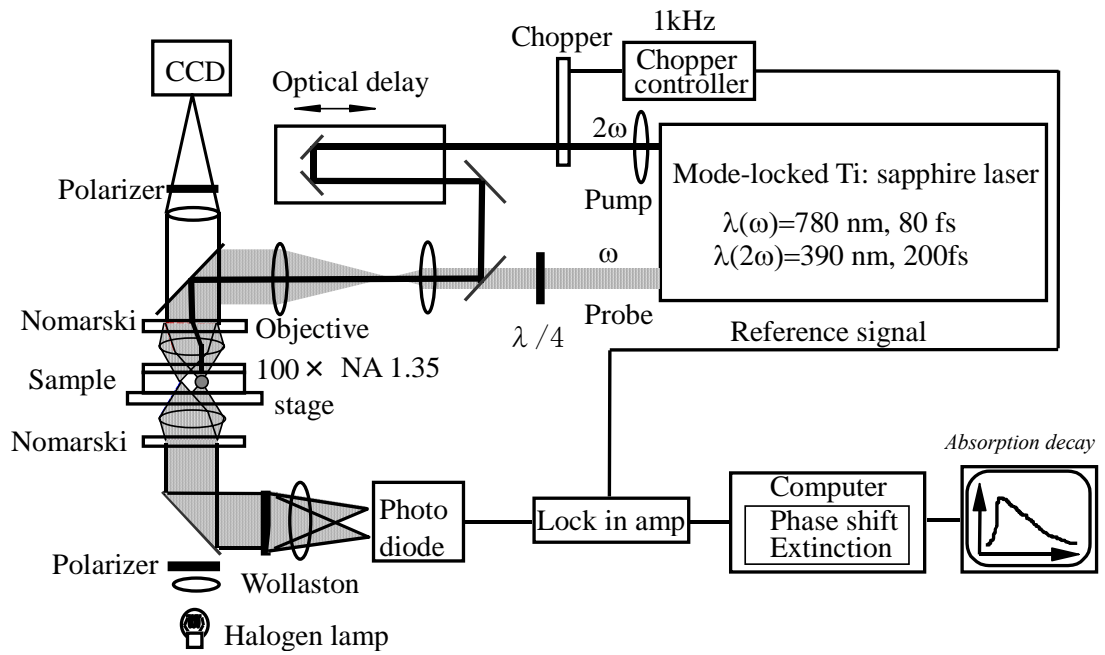 1kHz
Chopper
Chopper
controller
CCD
Optical delay
2ω
Polarizer
Pump
Mode-locked Ti: sapphire laser
λ(ω)=780 nm, 80 fs
λ(2ω)=390 nm, 200fs
ω
Probe
λ/4
Nomarski
Objective
Reference signal
100× NA 1.35
Sample
stage
Nomarski
Absorption decay
Photo
diode
Lock in amp
Computer
Phase shift
Extinction
Polarizer
Wollaston
Halogen lamp